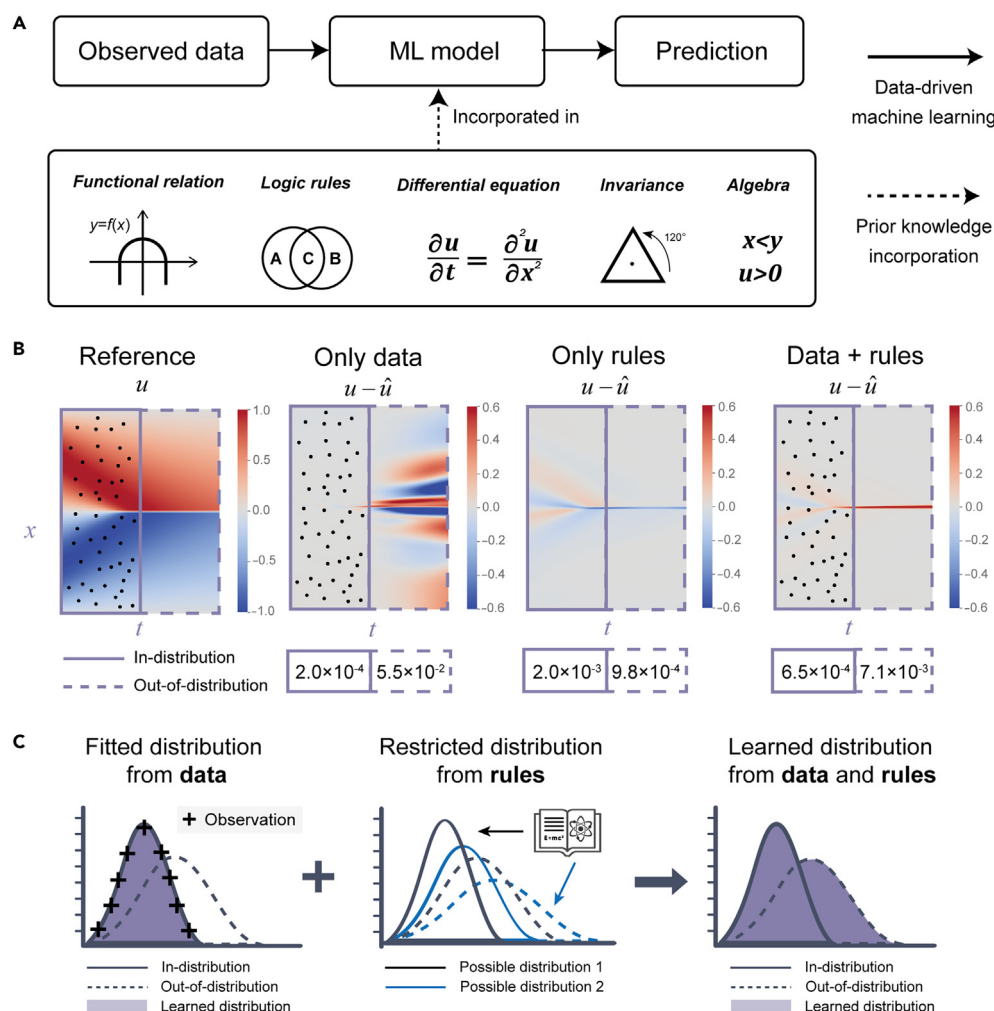 A
Observed data
ML model
Prediction
Data-driven
machine learning
Incorporated in
Functional relation
Logic rules
Differential equation
Invariance
Algebra
y=f(x)
A C B
∂u/∂t = ∂²u/∂x²
120°
x<y
u>0
Prior knowledge
incorporation
B
Reference
Only data
Only rules
Data + rules
u
u − û
u − û
u − û
1.0
0.5
0.0
−0.5
−1.0
0.6
0.4
0.2
0.0
−0.2
−0.4
−0.6
0.6
0.4
0.2
0.0
−0.2
−0.4
−0.6
0.6
0.4
0.2
0.0
−0.2
−0.4
−0.6
x
t
t
t
In-distribution
Out-of-distribution
2.0×10⁻⁴ 5.5×10⁻²
2.0×10⁻³ 9.8×10⁻⁴
6.5×10⁻⁴ 7.1×10⁻³
C
Fitted distribution
from data
Restricted distribution
from rules
Learned distribution
from data and rules
Observation
E=mc²
In-distribution
Out-of-distribution
Learned distribution
Possible distribution 1
Possible distribution 2
In-distribution
Out-of-distribution
Learned distribution